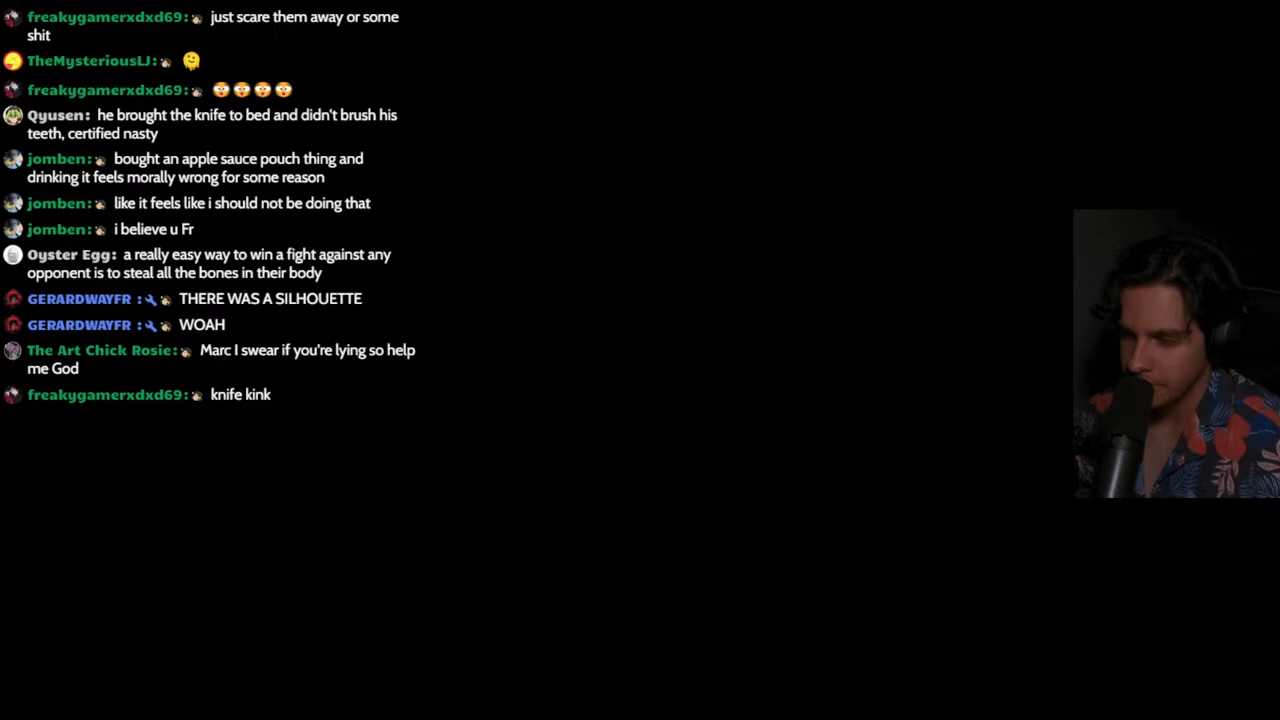 freakygamerxdxd69: just scare them away or some
shit
TheMysteriousLJ: 🫠
freakygamerxdxd69: 😳😳😳😳
Qyusen: he brought the knife to bed and didn't brush his
teeth, certified nasty
jomben: bought an apple sauce pouch thing and
drinking it feels morally wrong for some reason
jomben: like it feels like i should not be doing that
jomben: i believe u Fr
Oyster Egg: a really easy way to win a fight against any
opponent is to steal all the bones in their body
GERARDWAYFR : THERE WAS A SILHOUETTE
GERARDWAYFR : WOAH
The Art Chick Rosie: Marc I swear if you're lying so help
me God
freakygamerxdxd69: knife kink